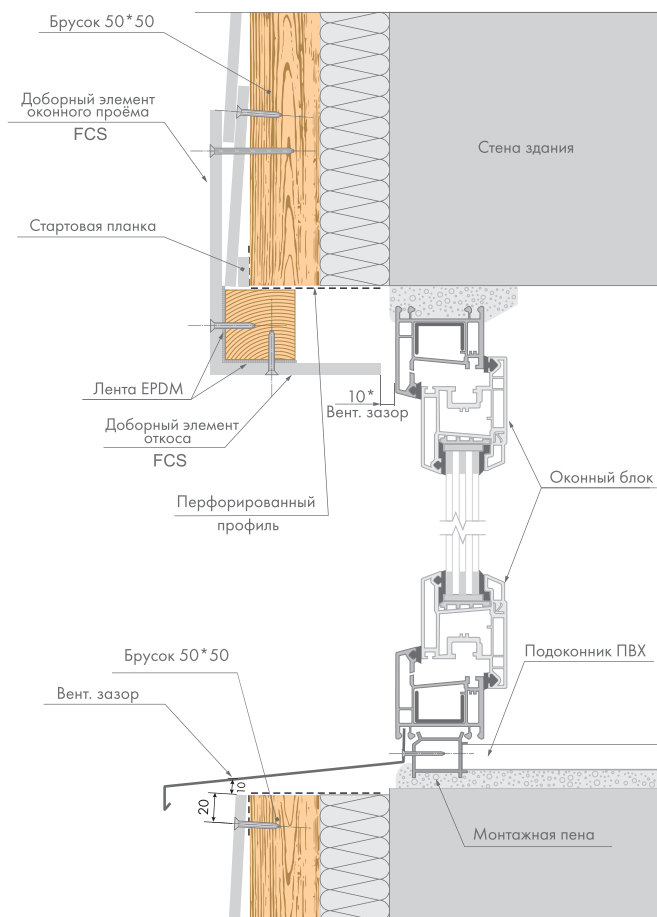 Брусок 50*50
Доборный элемент
оконного проёма
FCS
Стена здания
Стартовая планка
Лента EPDM
10*
Вент. зазор
Доборный элемент
откоса
FCS
Оконный блок
Перфорированный
профиль
Брусок 50*50
Подоконник ПВХ
Вент. зазор
10
20
Монтажная пена